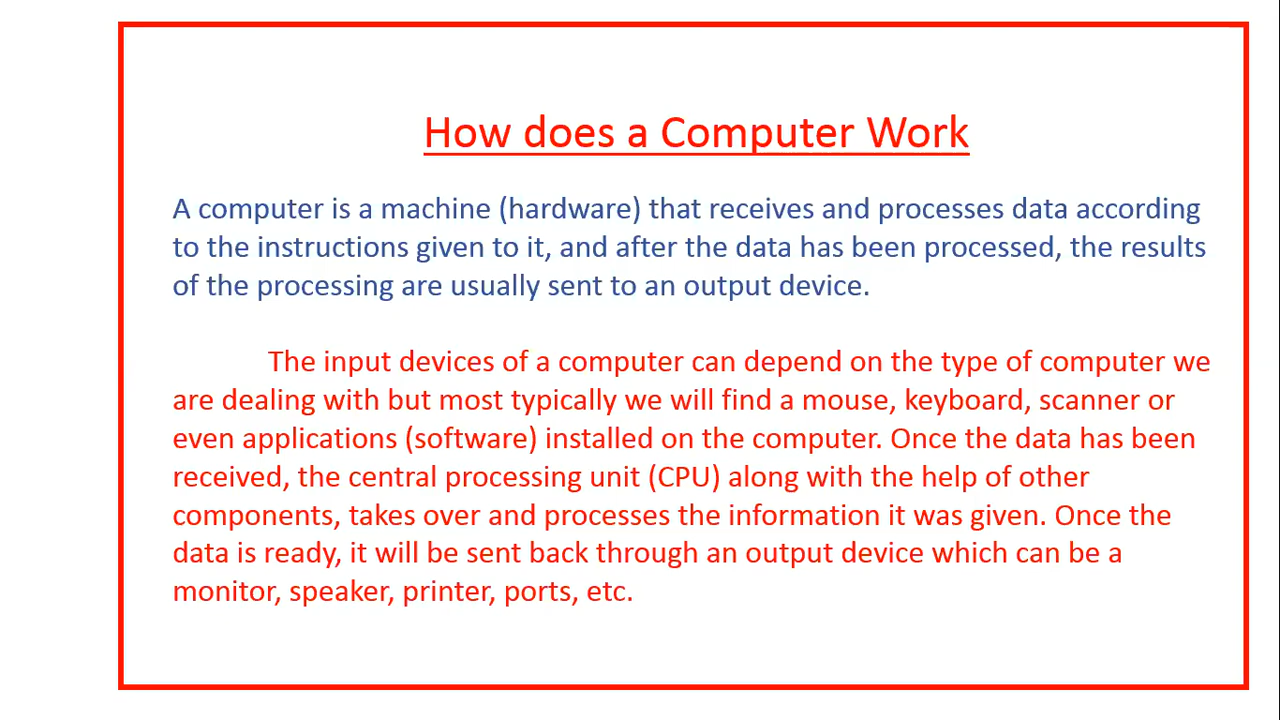 How does a Computer Work
A computer is a machine (hardware) that receives and processes data according
to the instructions given to it, and after the data has been processed, the results
of the processing are usually sent to an output device.
The input devices of a computer can depend on the type of computer we
are dealing with but most typically we will find a mouse, keyboard, scanner or
even applications (software) installed on the computer. Once the data has been
received, the central processing unit (CPU) along with the help of other
components, takes over and processes the information it was given. Once the
data is ready, it will be sent back through an output device which can be a
monitor, speaker, printer, ports, etc.